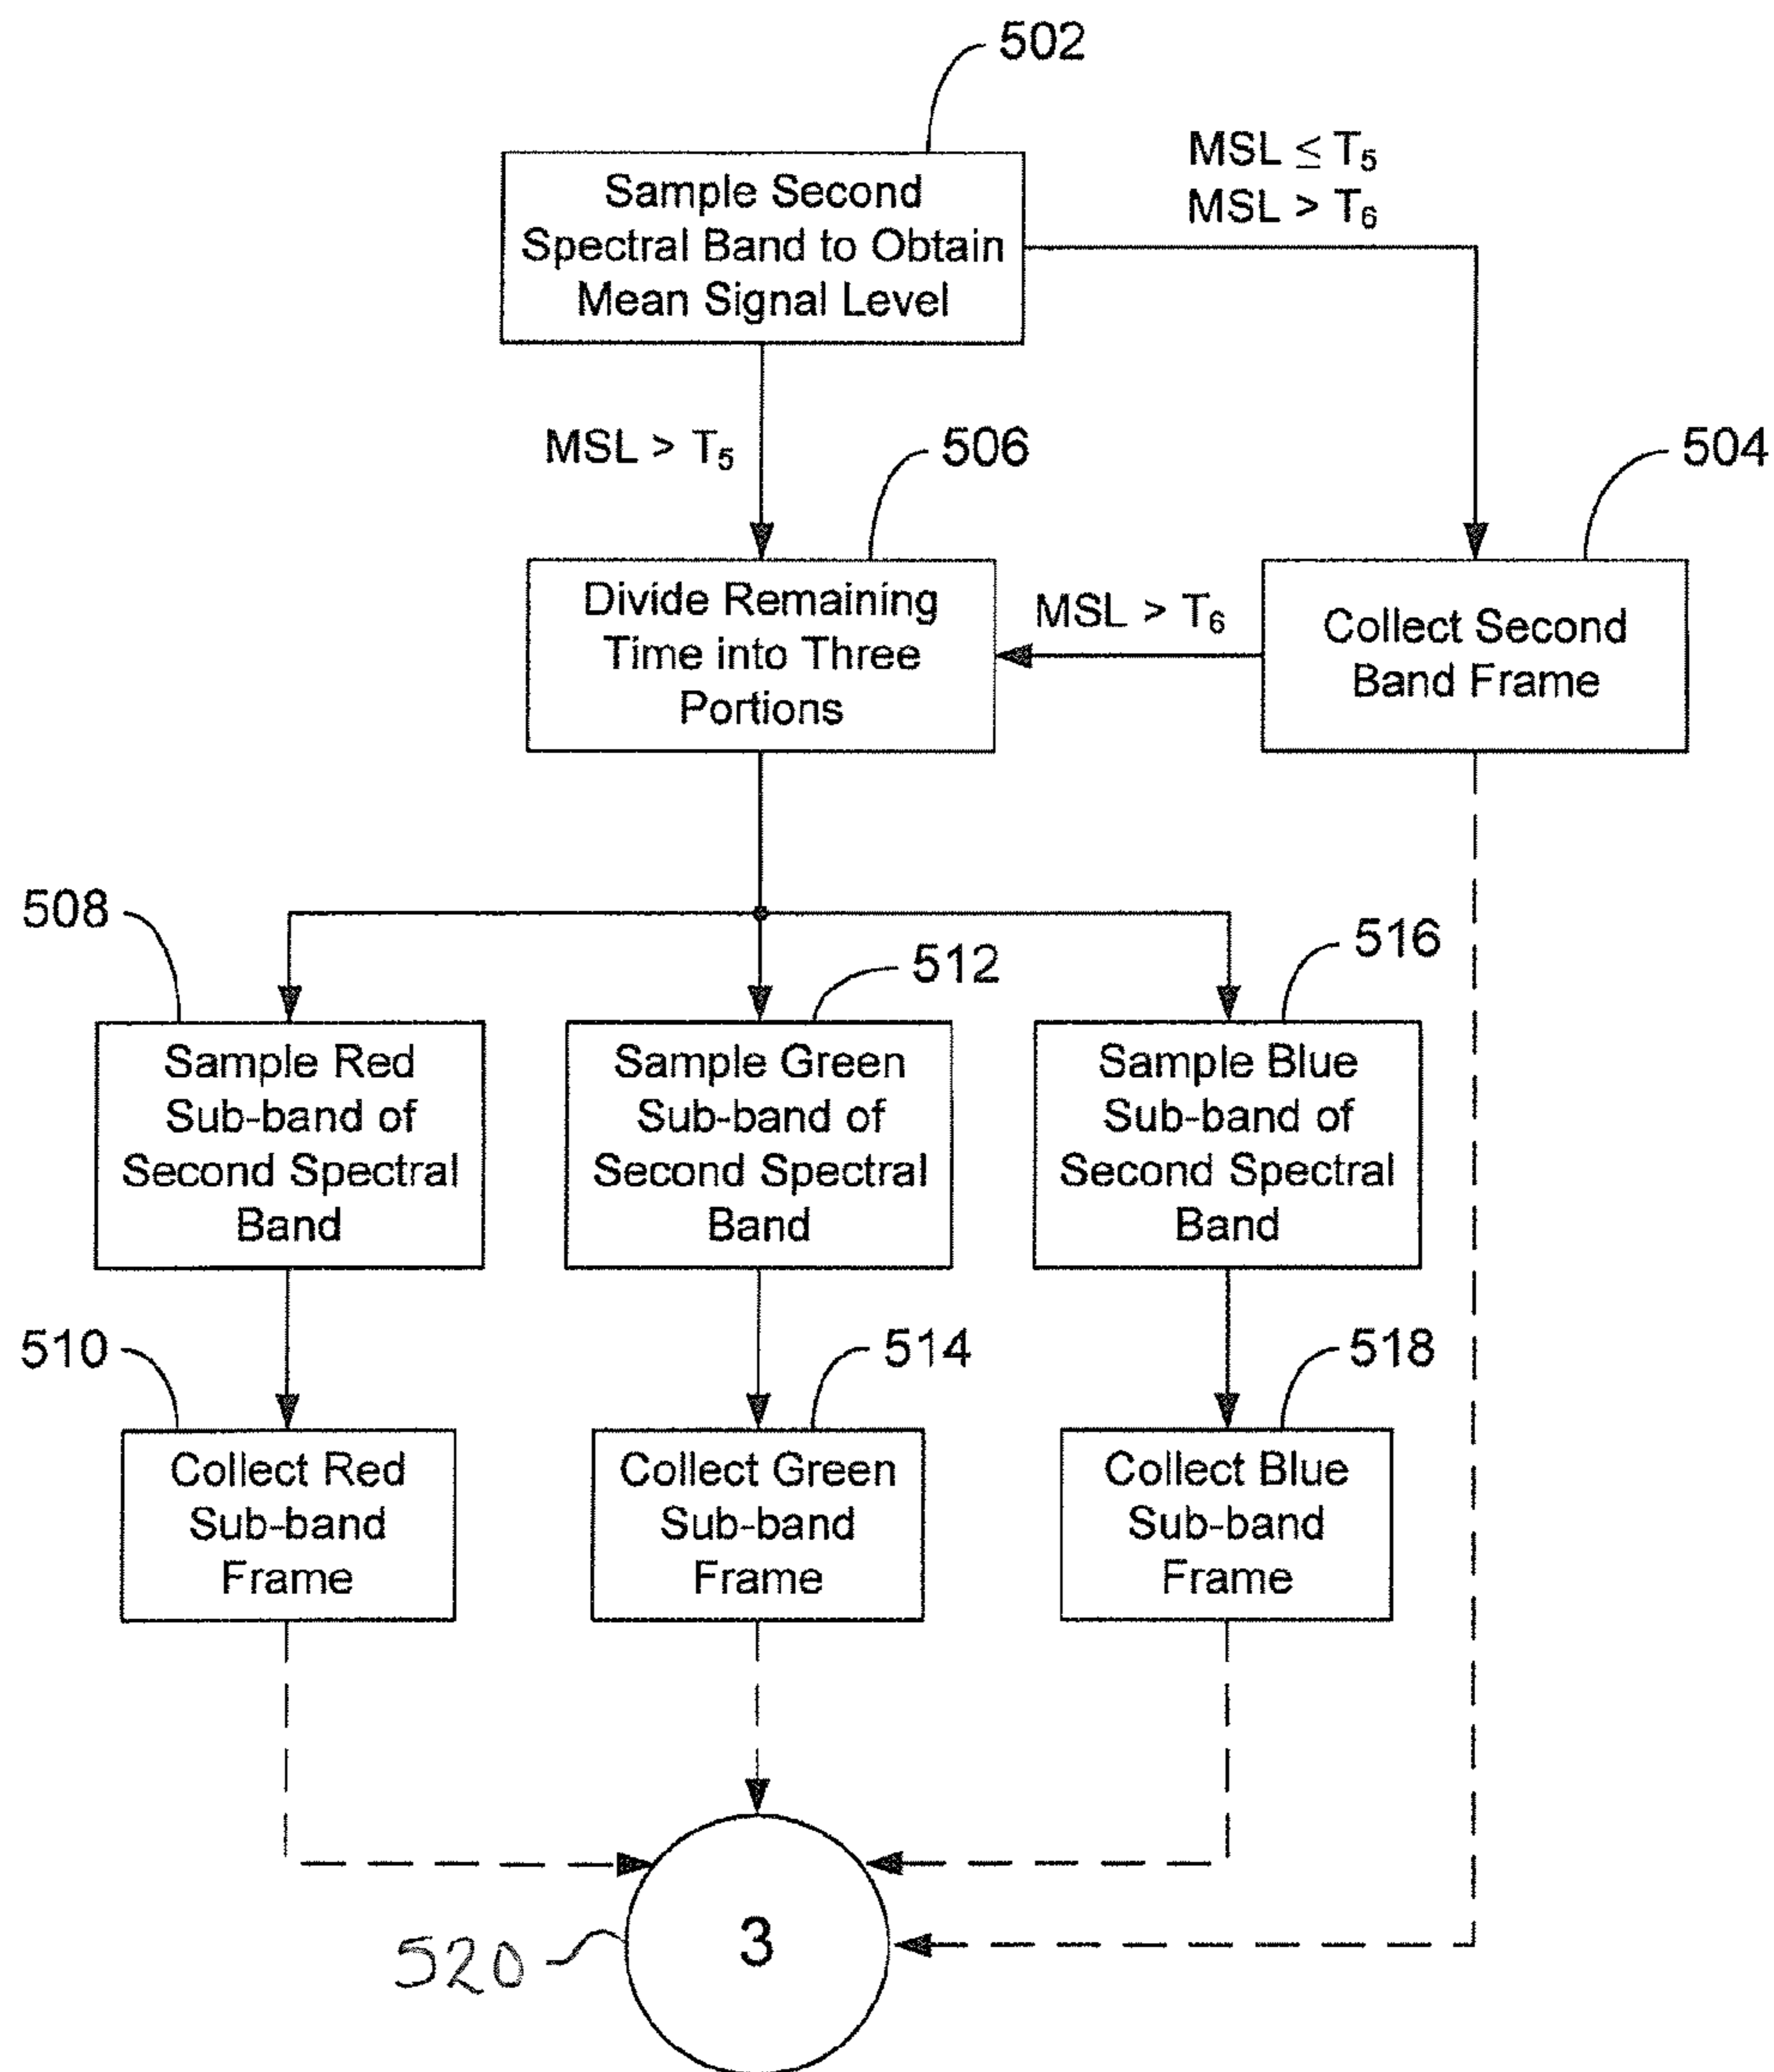 502
MSL ≤ T₅
MSL > T₆
Sample Second
Spectral Band to Obtain
Mean Signal Level
MSL > T₅
506
504
Divide Remaining
Time into Three
Portions
MSL > T₆
Collect Second
Band Frame
508
512
516
Sample Red
Sub-band of
Second Spectral
Band
Sample Green
Sub-band of
Second Spectral
Band
Sample Blue
Sub-band of
Second Spectral
Band
510
514
518
Collect Red
Sub-band
Frame
Collect Green
Sub-band
Frame
Collect Blue
Sub-band
Frame
3
520